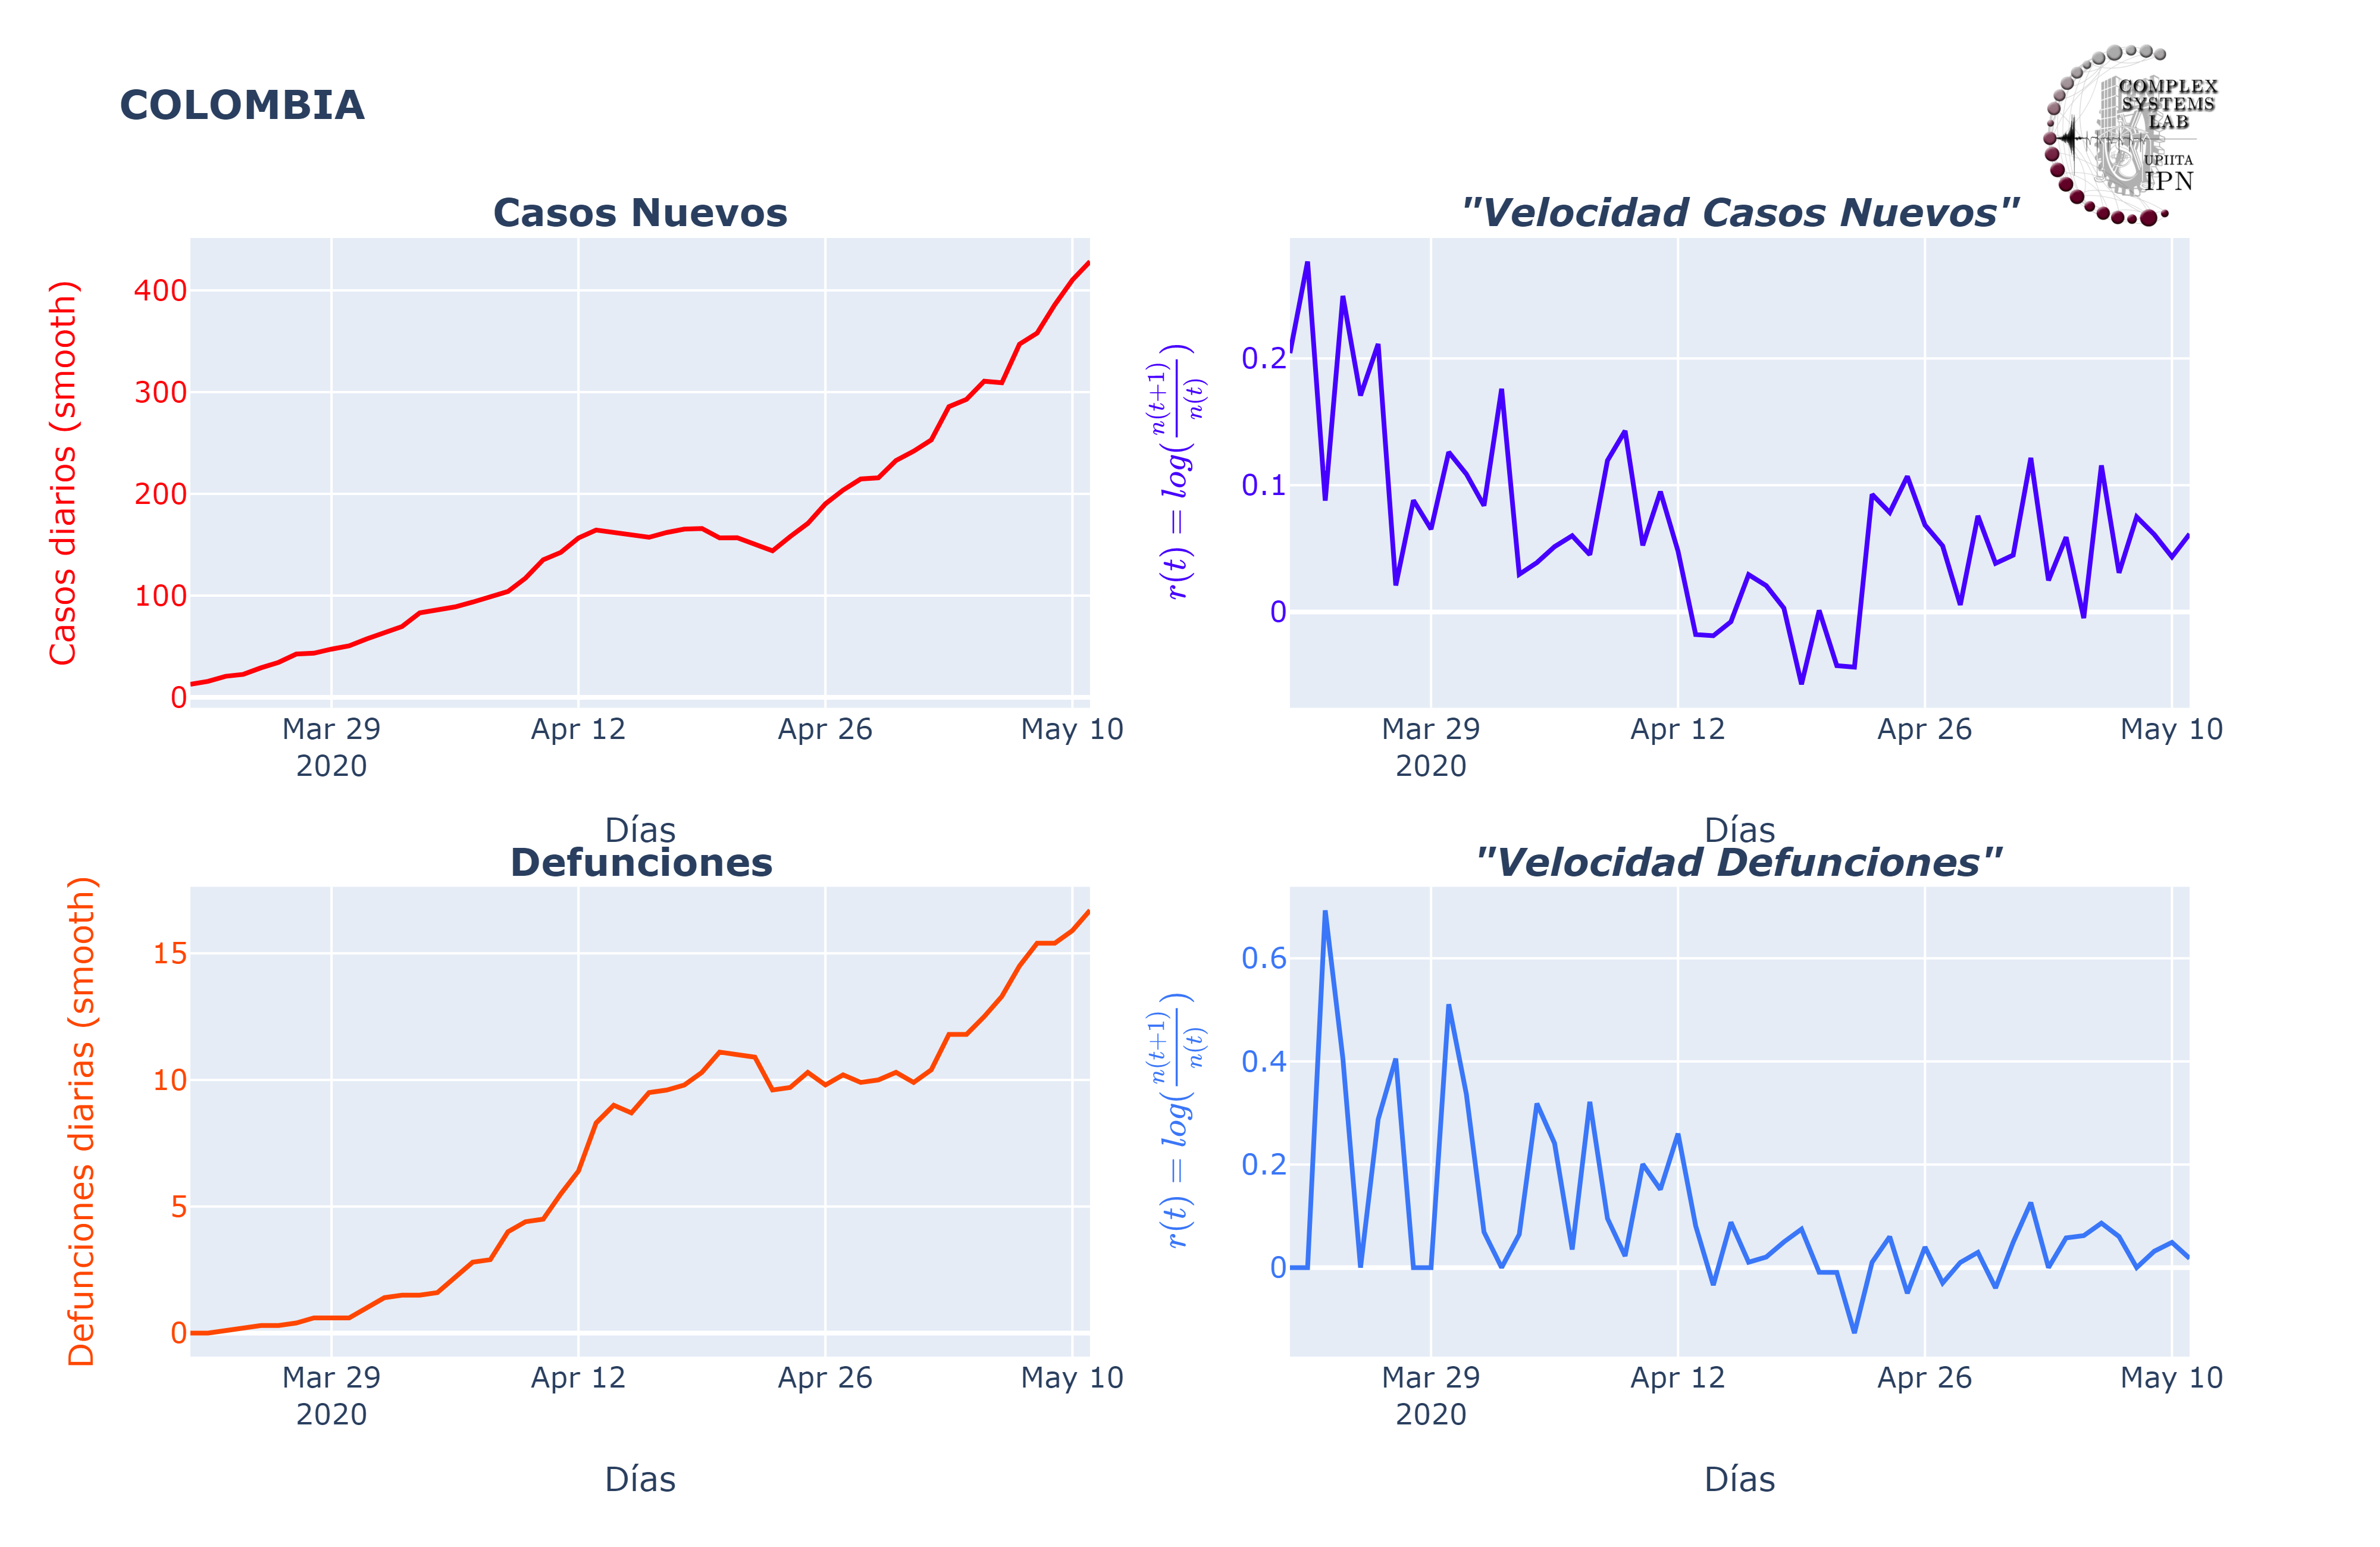 COLOMBIA
COMPLEX
SYSTEMS
LAB
UPIITA
IPN
Casos Nuevos
"Velocidad Casos Nuevos"
Casos diarios (smooth)
400
300
200
100
0
Mar 29
2020
Apr 12
Apr 26
May 10
Días
r(t) = log(\frac{n(t+1)}{n(t)})
0.2
0.1
0
Mar 29
2020
Apr 12
Apr 26
May 10
Días
Defunciones
"Velocidad Defunciones"
Defunciones diarias (smooth)
15
10
5
0
Mar 29
2020
Apr 12
Apr 26
May 10
Días
r(t) = log(\frac{n(t+1)}{n(t)})
0.6
0.4
0.2
0
Mar 29
2020
Apr 12
Apr 26
May 10
Días